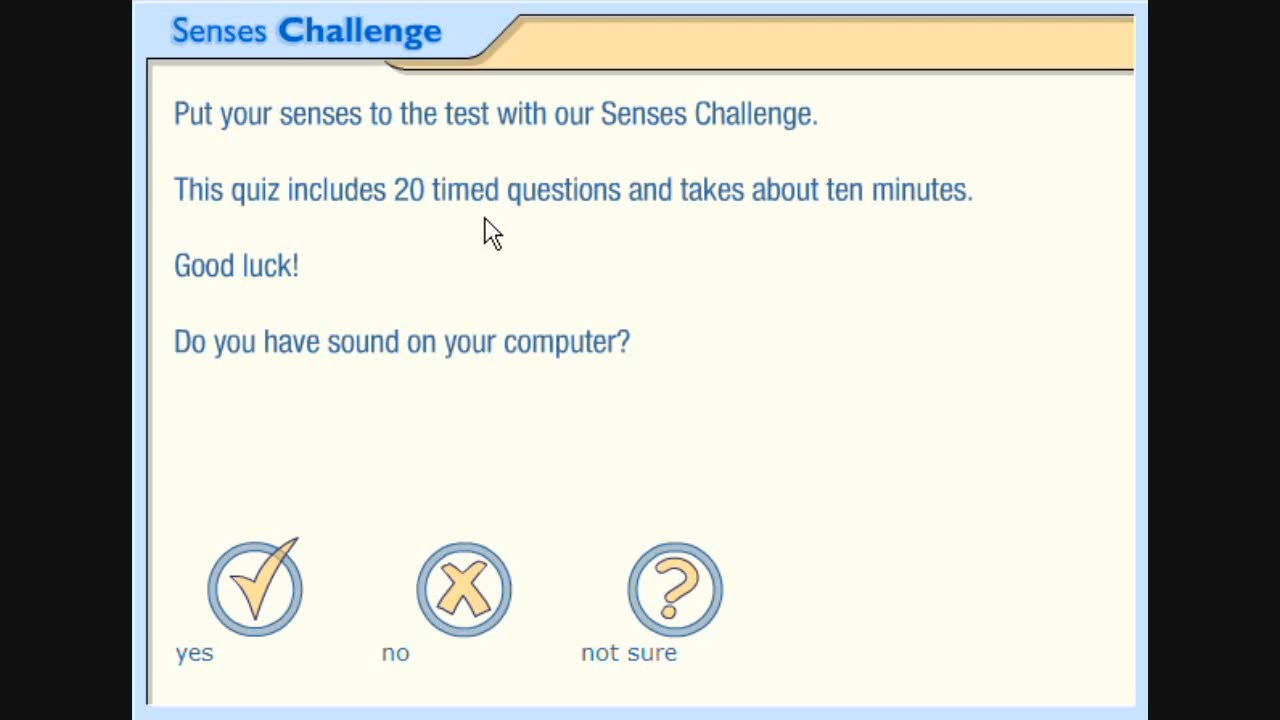 Senses Challenge
Put your senses to the test with our Senses Challenge.
This quiz includes 20 timed questions and takes about ten minutes.
Good luck!
Do you have sound on your computer?
yes no not sure